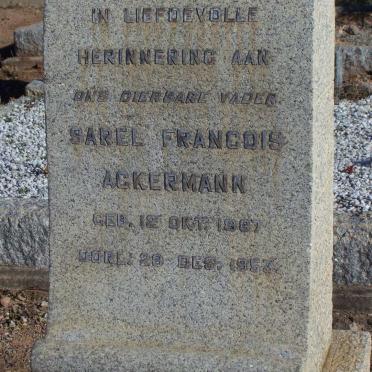 IN LIEFDEVOLLE
HERINNERING AAN
ONS DIERBARE VADER
SAREL FRANCOIS
ACKERMANN
GEB. 12 OKT. 1867
OORL. 28 DES.